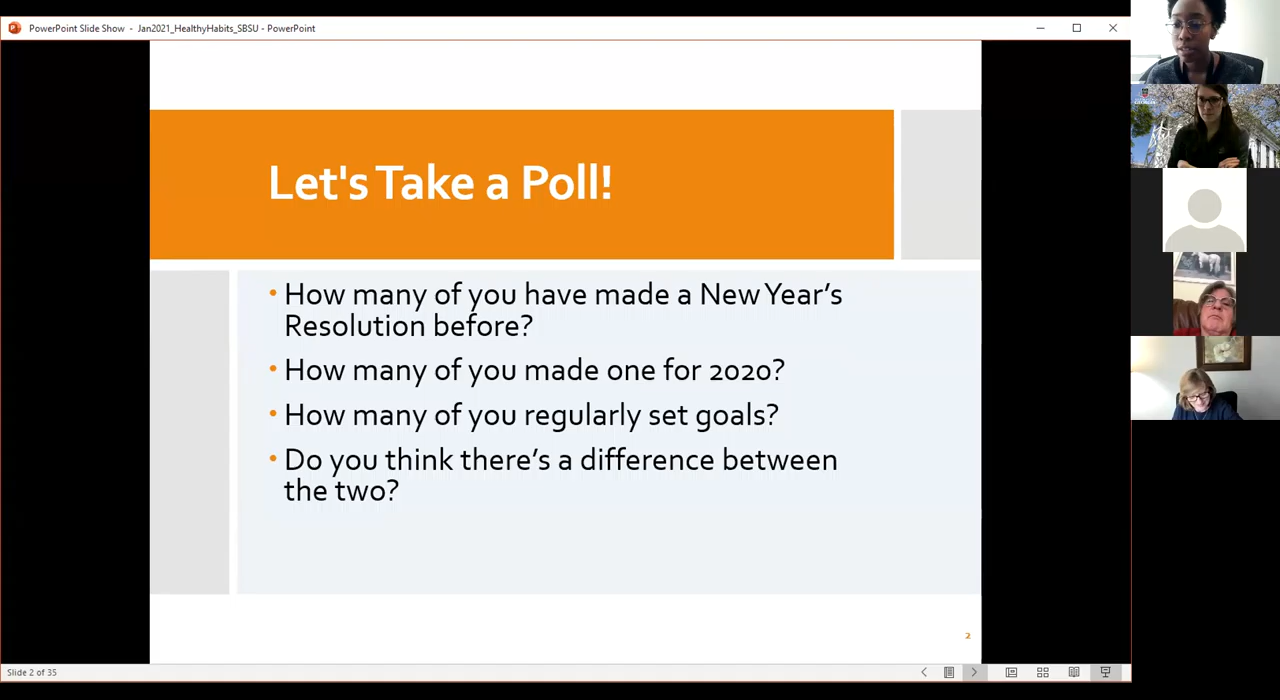 PowerPoint Slide Show - Jan2021_HealthyHabits_SBSU - PowerPoint
Let's Take a Poll!
• How many of you have made a New Year's
Resolution before?
• How many of you made one for 2020?
• How many of you regularly set goals?
• Do you think there's a difference between
the two?
2
Slide 2 of 35